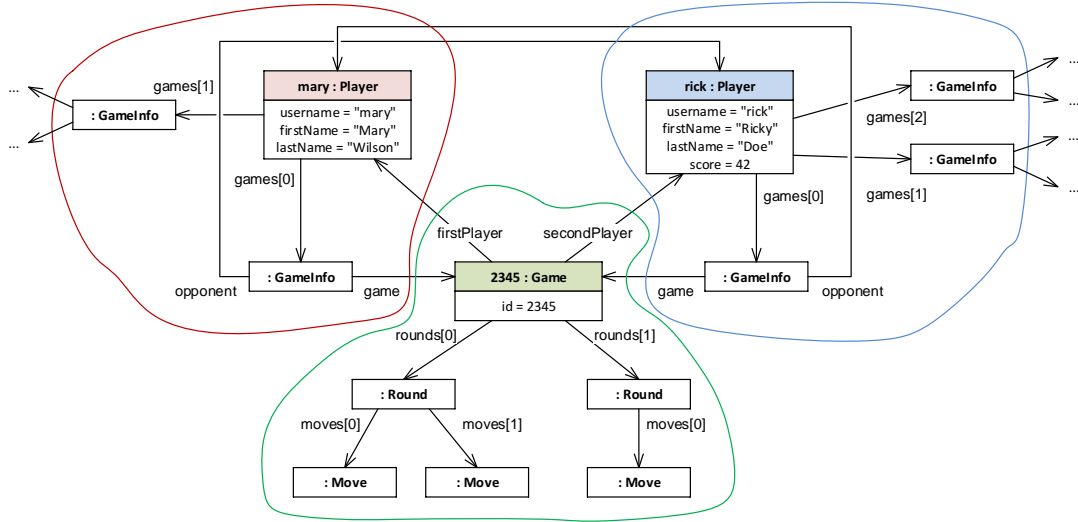 mary : Player
username = "mary"
firstName = "Mary"
lastName = "Wilson"
rick : Player
username = "rick"
firstName = "Ricky"
lastName = "Doe"
score = 42
games[1]
: GameInfo
...
...
: GameInfo
games[2]
...
...
: GameInfo
games[1]
...
...
games[0]
games[0]
firstPlayer
secondPlayer
: GameInfo
opponent
game
2345 : Game
id = 2345
: GameInfo
game
opponent
rounds[0]
rounds[1]
: Round
: Round
moves[0]
moves[1]
moves[0]
: Move
: Move
: Move